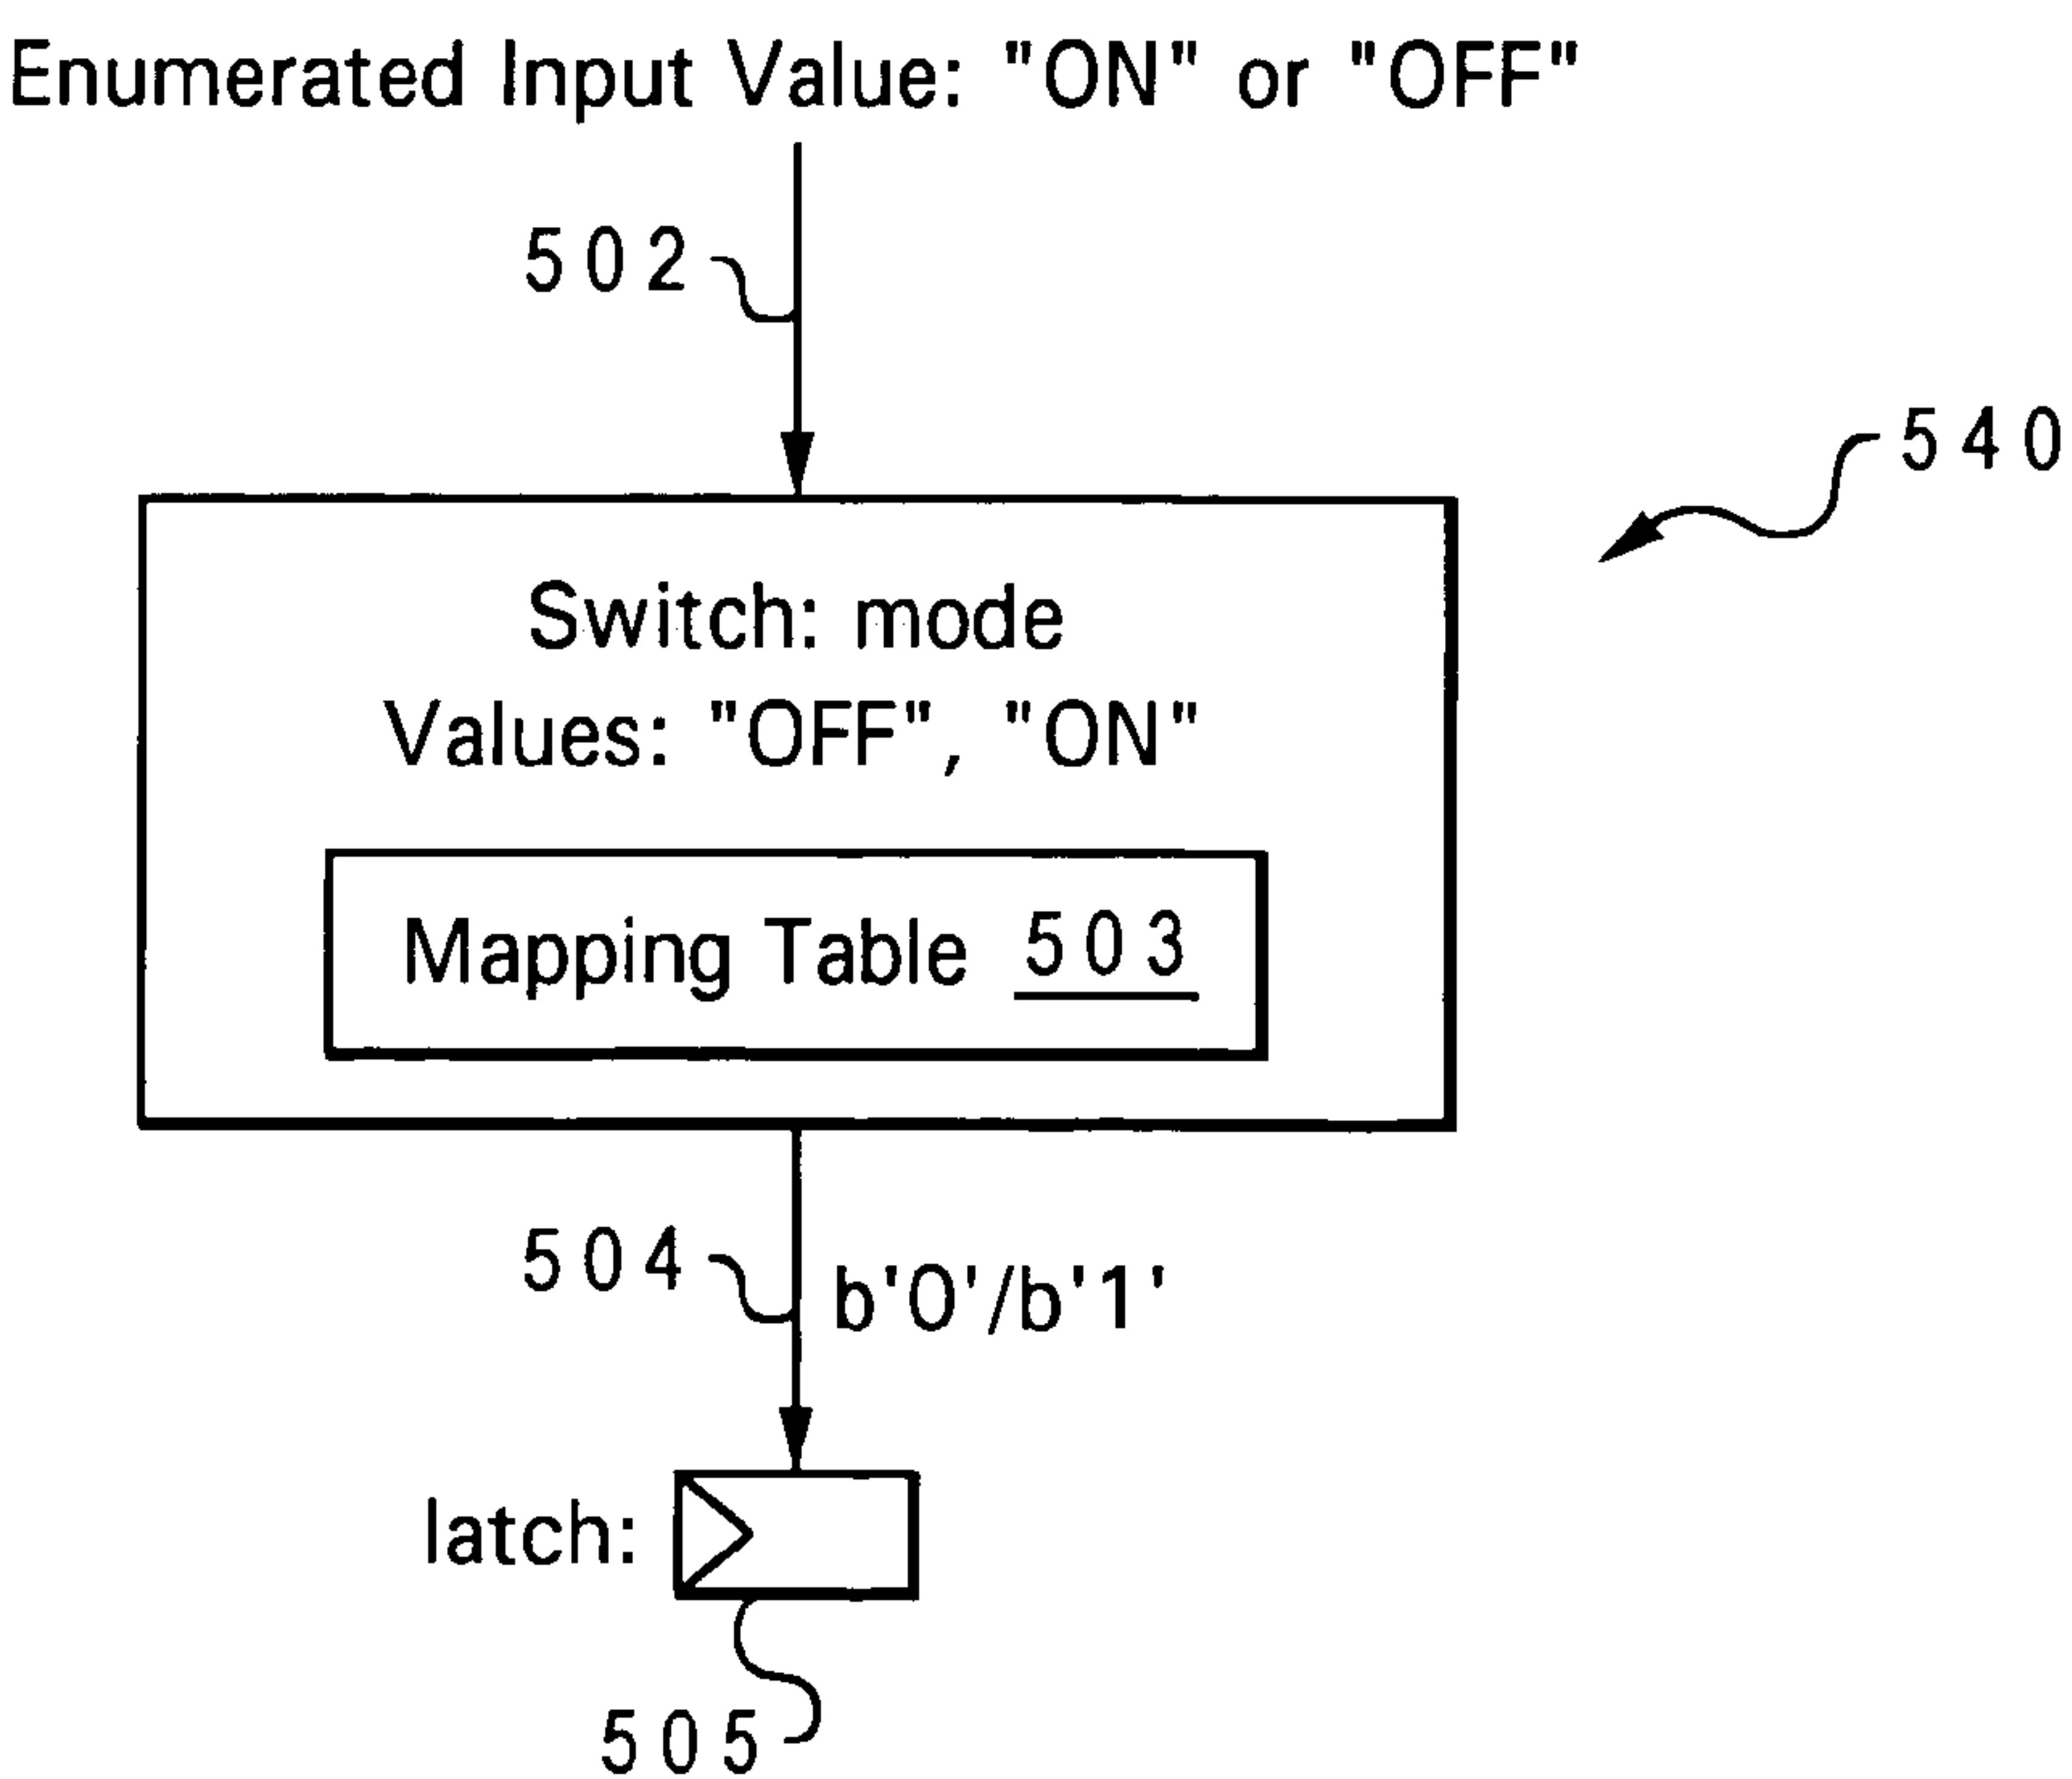 Enumerated Input Value: "ON" or "OFF"
502
540
Switch: mode
Values: "OFF", "ON"
Mapping Table 503
504
b'0'/b'1'
latch:
505